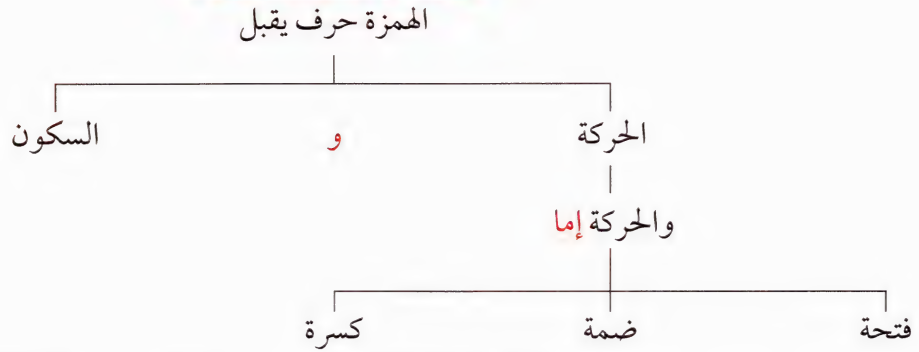 الهمزة حرف يقبل
الحركة و السكون
والحركة إما
فتحة ضمة كسرة